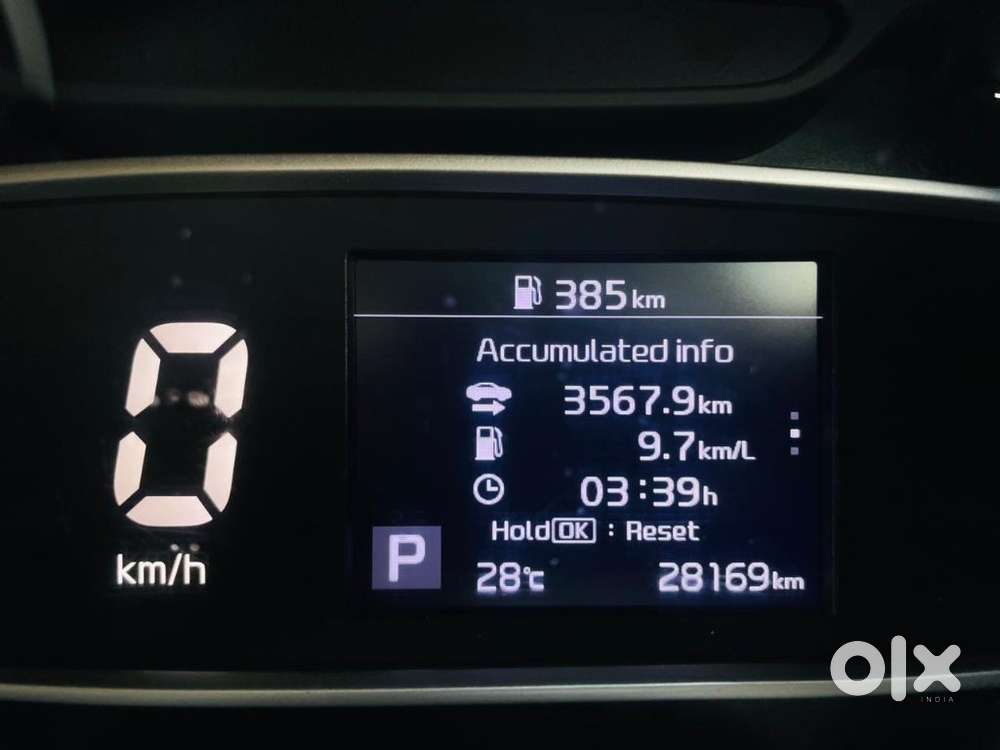 385km
Accumulated info
3567.9km
9.7km/L
03:39h
Hold OK : Reset
P
28℃ 28169km
0
km/h
olx
INDIA